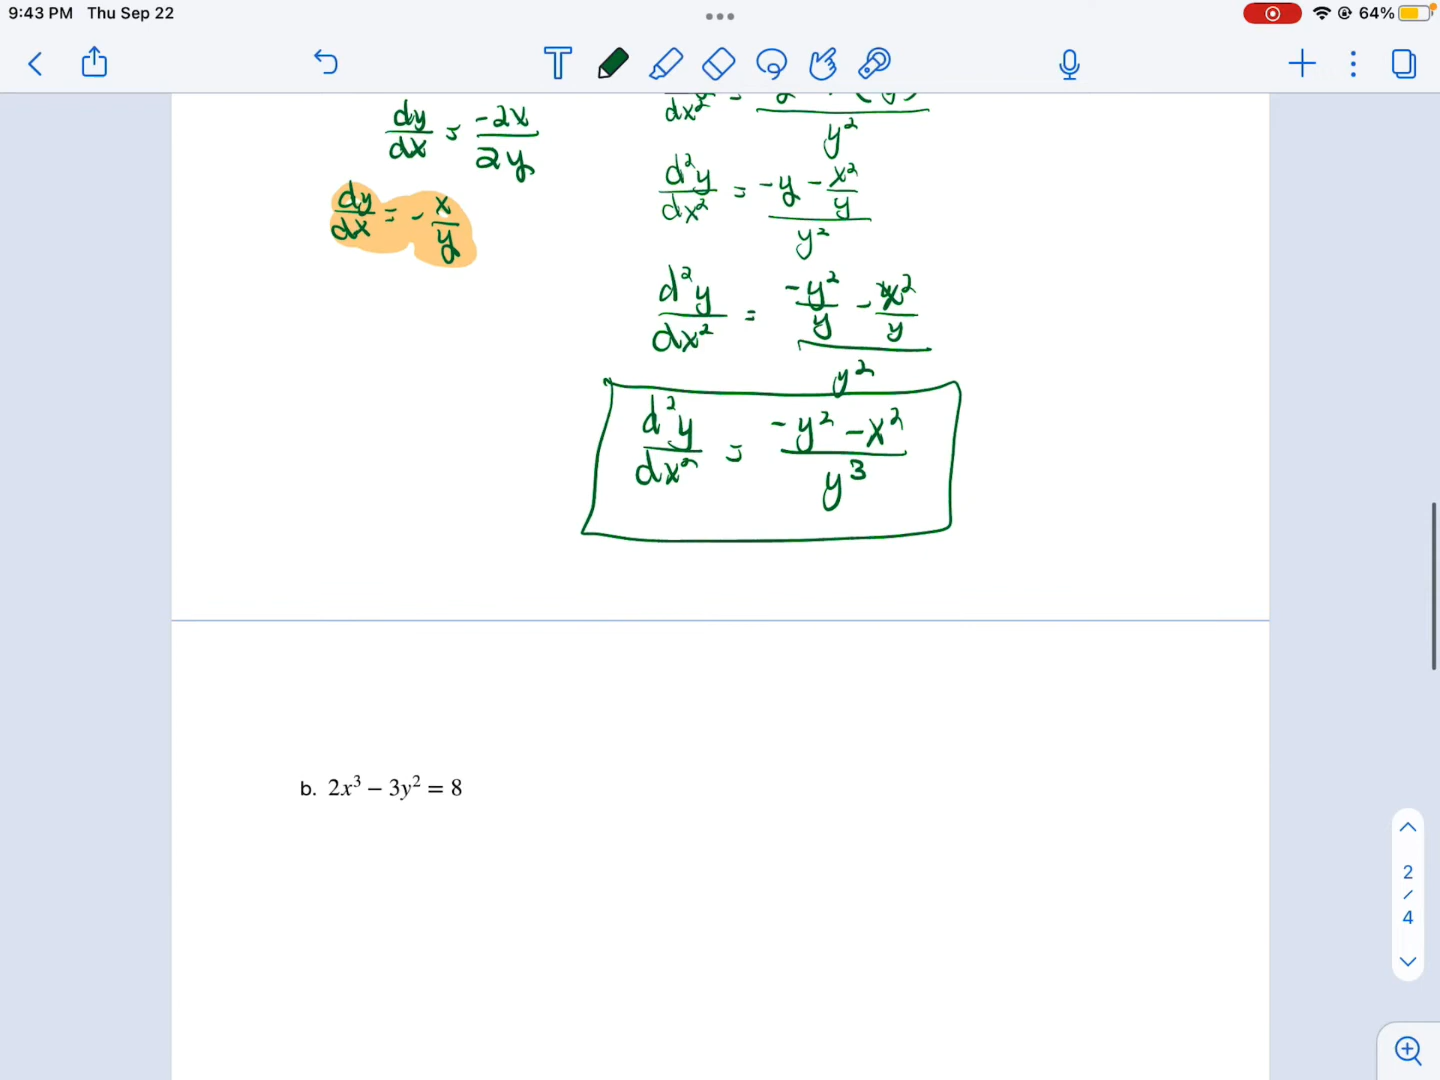 9:43 PM Thu Sep 22
64%
dy/dx = -2x/2y
dy/dx = - x/y
y²
d²y/dx² = (-y - x²/y)/y²
d²y/dx² = (-y²/y - x²/y)/y²
d²y/dx² = (-y² - x²)/y³
b. 2x³ – 3y² = 8
2
/
4